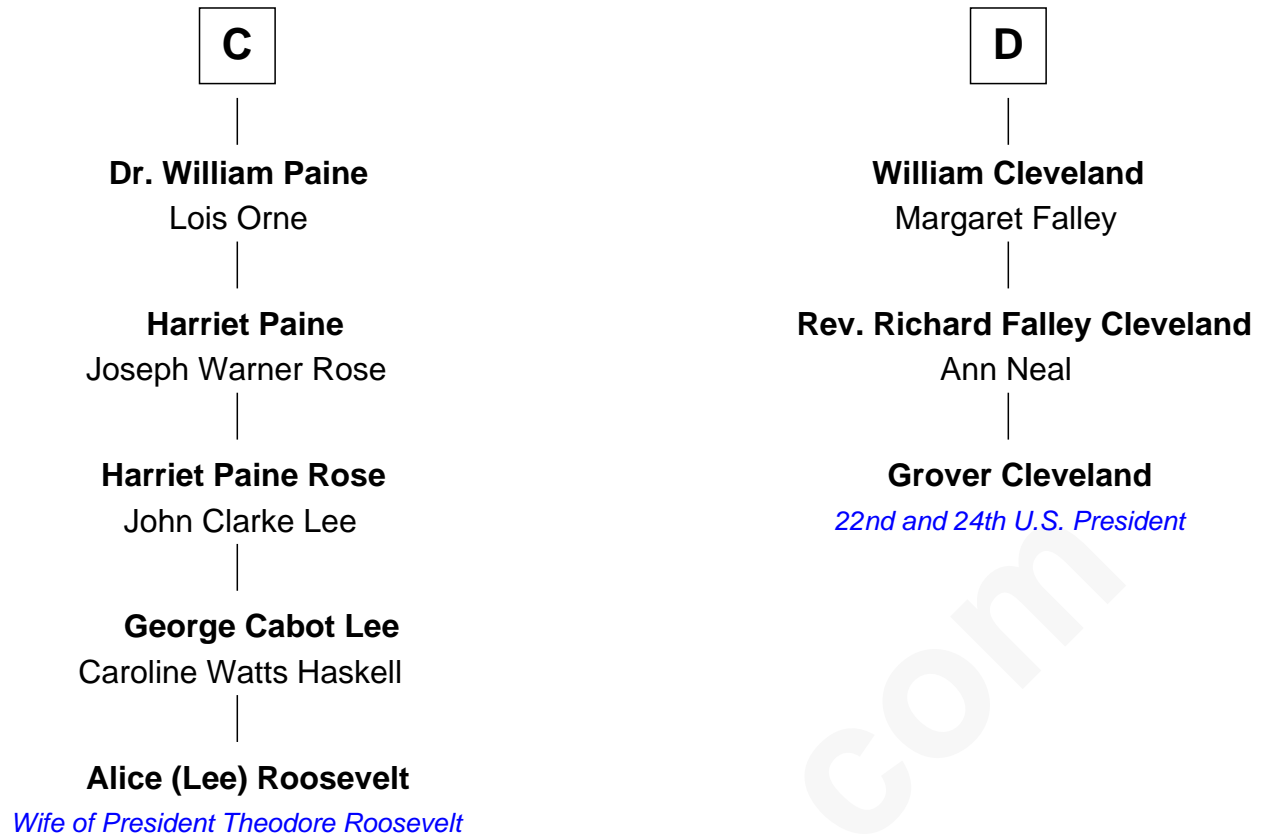 C
Dr. William Paine
Lois Orne
Harriet Paine
Joseph Warner Rose
Harriet Paine Rose
John Clarke Lee
George Cabot Lee
Caroline Watts Haskell
Alice (Lee) Roosevelt
Wife of President Theodore Roosevelt
D
William Cleveland
Margaret Falley
Rev. Richard Falley Cleveland
Ann Neal
Grover Cleveland
22nd and 24th U.S. President
com